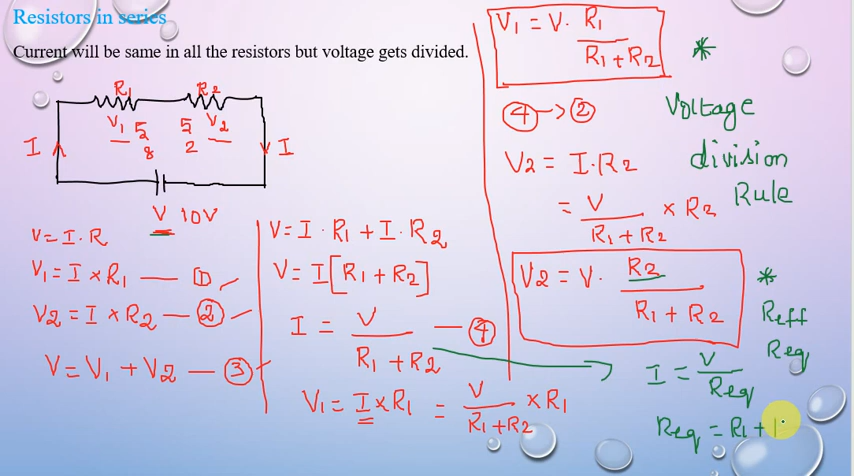 Resistors in series
Current will be same in all the resistors but voltage gets divided.
R1 R2
V1 5 5 V2
8 2
I I
V 10V
V = I · R
V1 = I × R1 — ①
V2 = I × R2 — ②
V = V1 + V2 — ③
V = I · R1 + I · R2
V = I [R1 + R2]
I = V / R1 + R2 — ④
V1 = I × R1 = V / R1 + R2 × R1
V1 = V · R1 / R1 + R2 *
④ → ②
Voltage division Rule
V2 = I · R2
= V / R1 + R2 × R2
V2 = V · R2 / R1 + R2 *
Reff
Req
I = V / Req
Req = R1 +